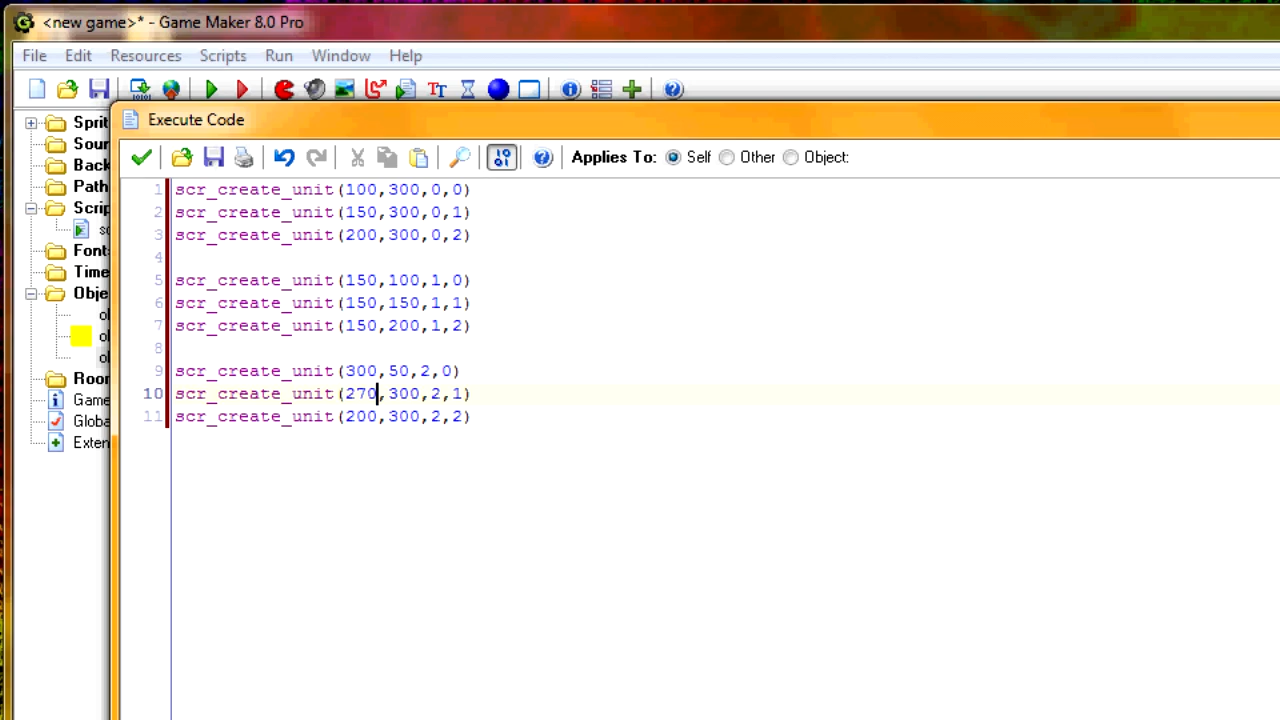 <new game>* - Game Maker 8.0 Pro
File Edit Resources Scripts Run Window Help
Execute Code
Applies To: Self Other Object:
1 scr_create_unit(100,300,0,0)
2 scr_create_unit(150,300,0,1)
3 scr_create_unit(200,300,0,2)
4
5 scr_create_unit(150,100,1,0)
6 scr_create_unit(150,150,1,1)
7 scr_create_unit(150,200,1,2)
8
9 scr_create_unit(300,50,2,0)
10 scr_create_unit(270,300,2,1)
11 scr_create_unit(200,300,2,2)
Sprit
Sour
Back
Path
Scrip
Font
Time
Obje
Roor
Game
Globa
Exten